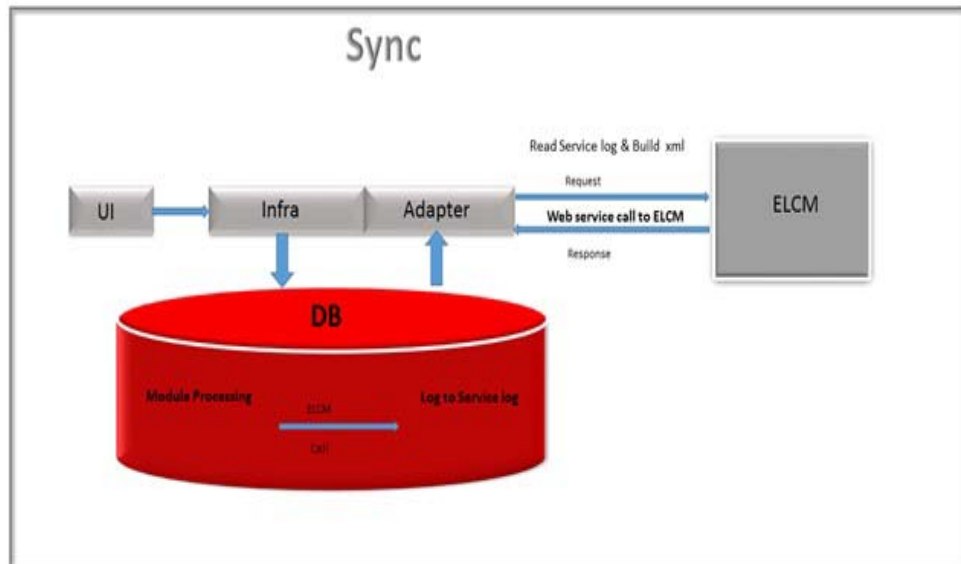 Sync
Read Service log & Build xml
Request
UI
Infra
Adapter
Web service call to ELCM
ELCM
Response
DB
Module Processing
Log to Service log
ELCM
Call